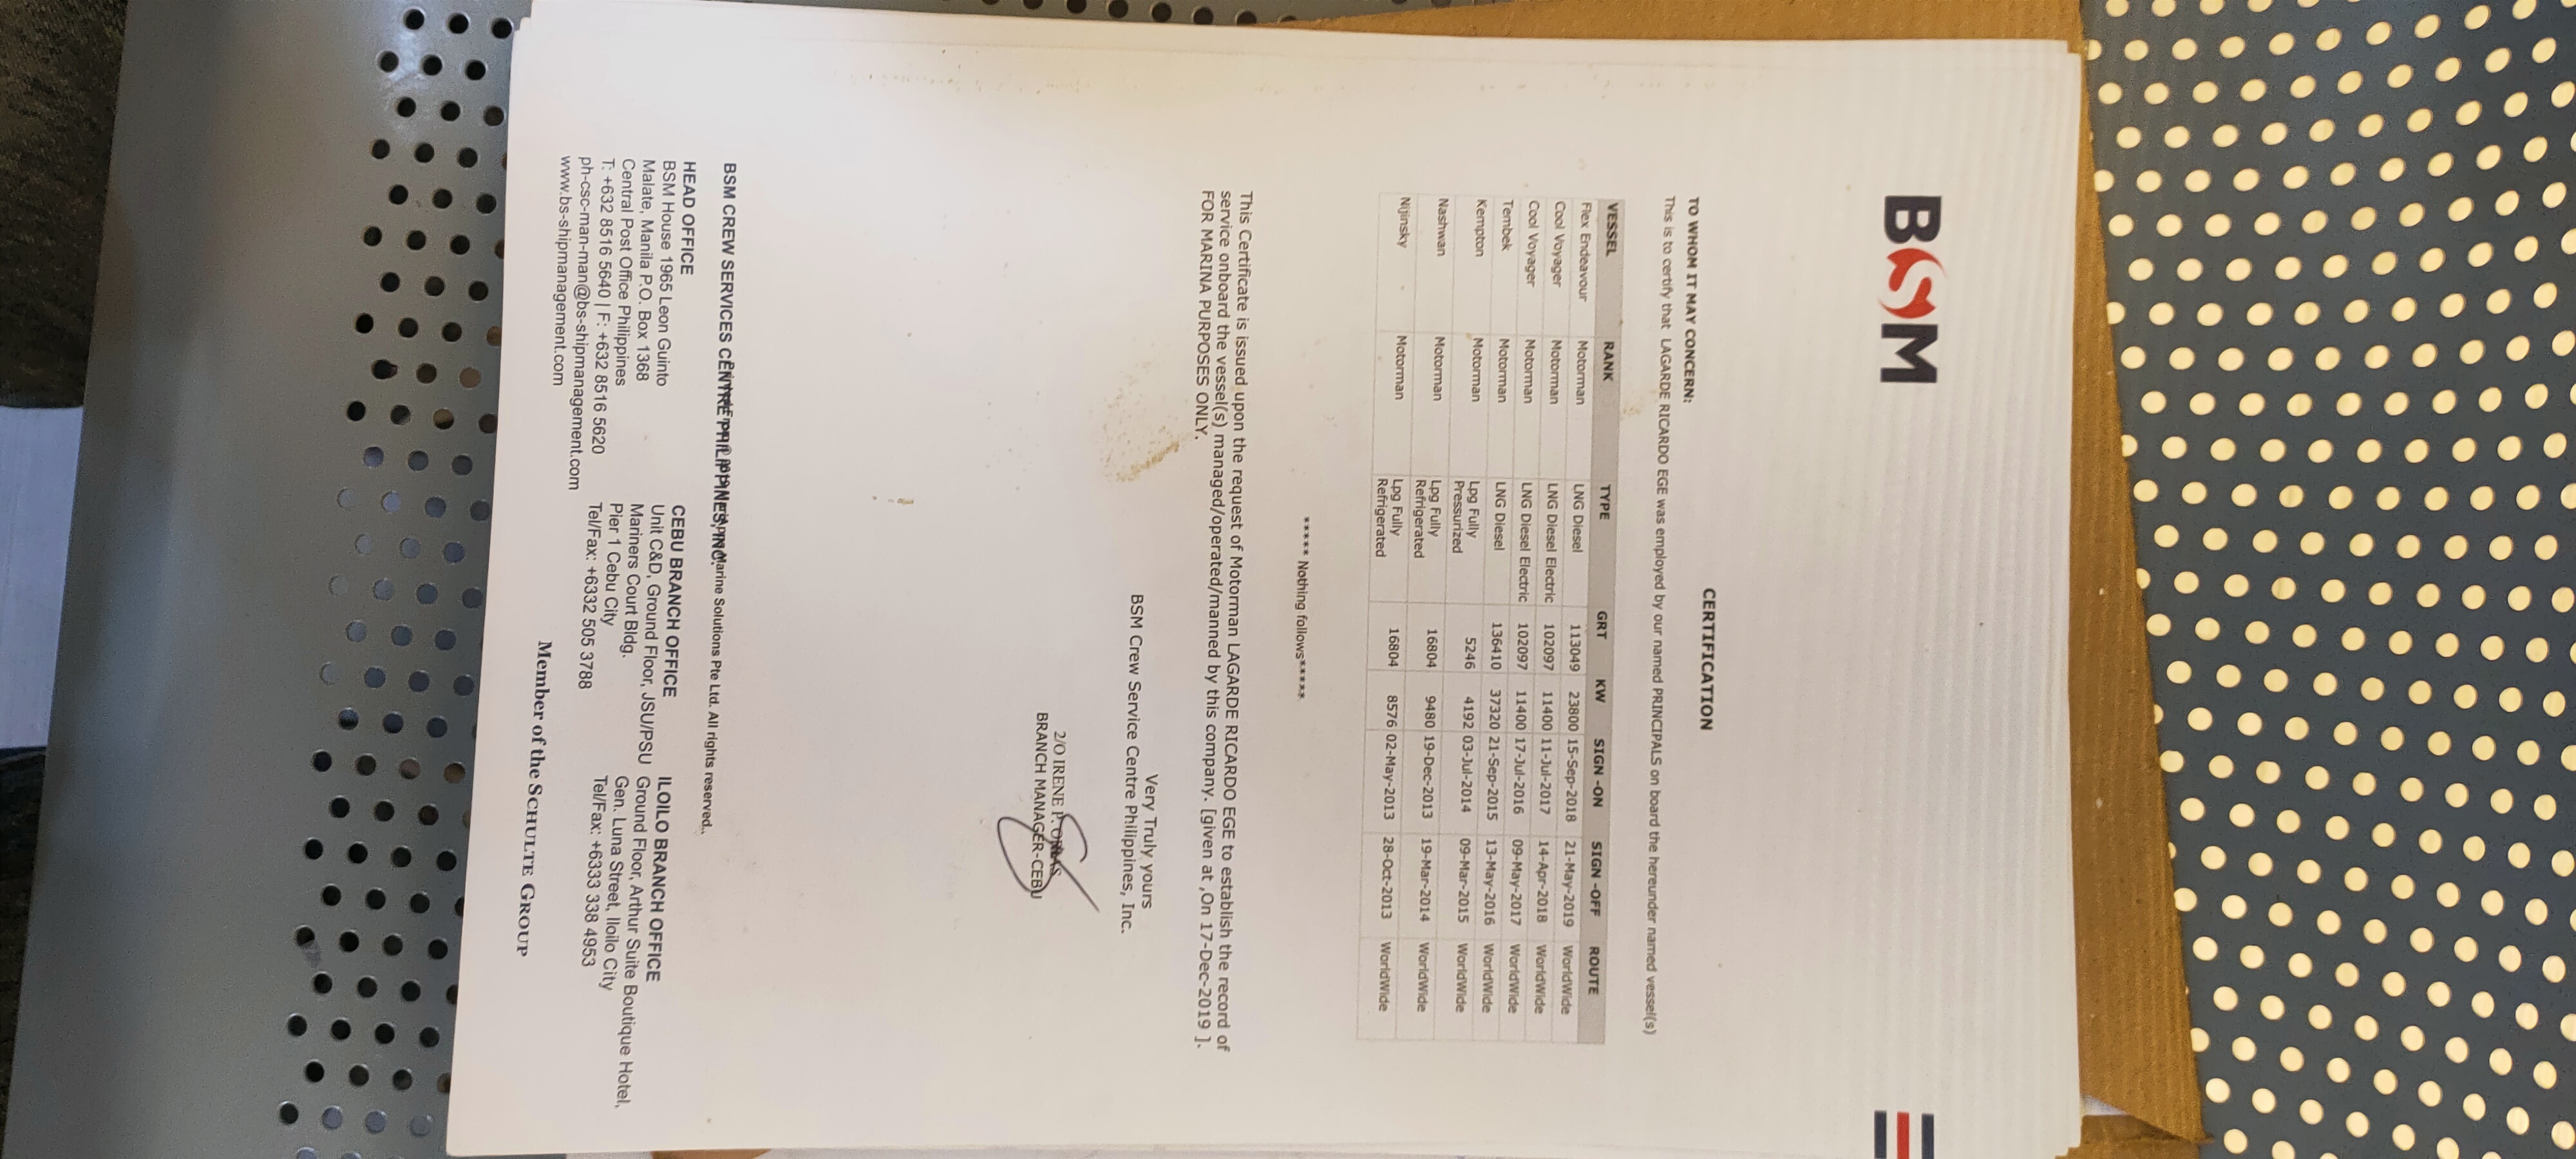 BSM
CERTIFICATION
TO WHOM IT MAY CONCERN:
This is to certify that LAGARDE RICARDO EGE was employed by our named PRINCIPALS on board the hereunder named vessel(s)
VESSEL RANK TYPE GRT KW SIGN -ON SIGN -OFF ROUTE
Flex Endeavour Motorman LNG Diesel 113049 23800 15-Sep-2018 21-May-2019 WorldWide
Cool Voyager Motorman LNG Diesel Electric 102097 11400 11-Jul-2017 14-Apr-2018 WorldWide
Cool Voyager Motorman LNG Diesel Electric 102097 11400 17-Jul-2016 09-May-2017 WorldWide
Tembek Motorman LNG Diesel 136410 37320 21-Sep-2015 13-May-2016 WorldWide
Kempton Motorman Lpg Fully Pressurized 5246 4192 03-Jul-2014 09-Mar-2015 WorldWide
Nashwan Motorman Lpg Fully Refrigerated 16804 9480 19-Dec-2013 19-Mar-2014 WorldWide
Nijinsky Motorman Lpg Fully Refrigerated 16804 8576 02-May-2013 28-Oct-2013 WorldWide
***** Nothing follows*****
This Certificate is issued upon the request of Motorman LAGARDE RICARDO EGE to establish the record of
service onboard the vessel(s) managed/operated/manned by this company. [given at ,On 17-Dec-2019 ].
FOR MARINA PURPOSES ONLY.
Very Truly yours
BSM Crew Service Centre Philippines, Inc.
2/O IRENE P.
BRANCH MANAGER-CEBU
BSM CREW SERVICES CENTRE PHILIPPINES, INC.
Marine Solutions Pte Ltd. All rights reserved..
HEAD OFFICE
BSM House 1965 Leon Guinto
Malate, Manila P.O. Box 1368
Central Post Office Philippines
T: +632 8516 5640 | F: +632 8516 5620
ph-csc-man-man@bs-shipmanagement.com
www.bs-shipmanagement.com
CEBU BRANCH OFFICE
Unit C&D, Ground Floor, JSU/PSU
Mariners Court Bldg.
Pier 1 Cebu City
Tel/Fax: +6332 505 3788
ILOILO BRANCH OFFICE
Ground Floor, Arthur Suite Boutique Hotel,
Gen. Luna Street, Iloilo City
Tel/Fax: +6333 338 4953
Member of the SCHULTE GROUP